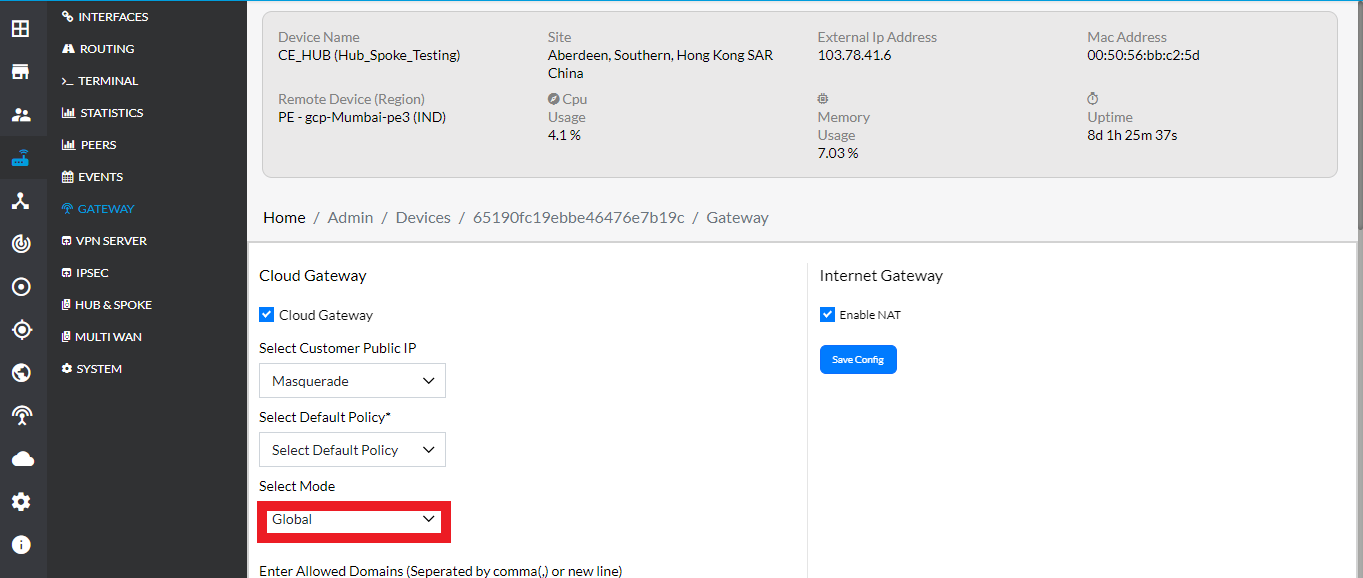 INTERFACES
ROUTING
TERMINAL
STATISTICS
PEERS
EVENTS
GATEWAY
VPN SERVER
IPSEC
HUB & SPOKE
MULTI WAN
SYSTEM
Device Name
CE_HUB (Hub_Spoke_Testing)
Site
Aberdeen, Southern, Hong Kong SAR
China
External Ip Address
103.78.41.6
Mac Address
00:50:56:bb:c2:5d
Remote Device (Region)
PE - gcp-Mumbai-pe3 (IND)
Cpu
Usage
4.1 %
Memory
Usage
7.03 %
Uptime
8d 1h 25m 37s
Home / Admin / Devices / 65190fc19ebbe46476e7b19c / Gateway
Cloud Gateway
Cloud Gateway
Select Customer Public IP
Masquerade
Select Default Policy*
Select Default Policy
Select Mode
Global
Enter Allowed Domains (Seperated by comma(,) or new line)
Internet Gateway
Enable NAT
Save Config